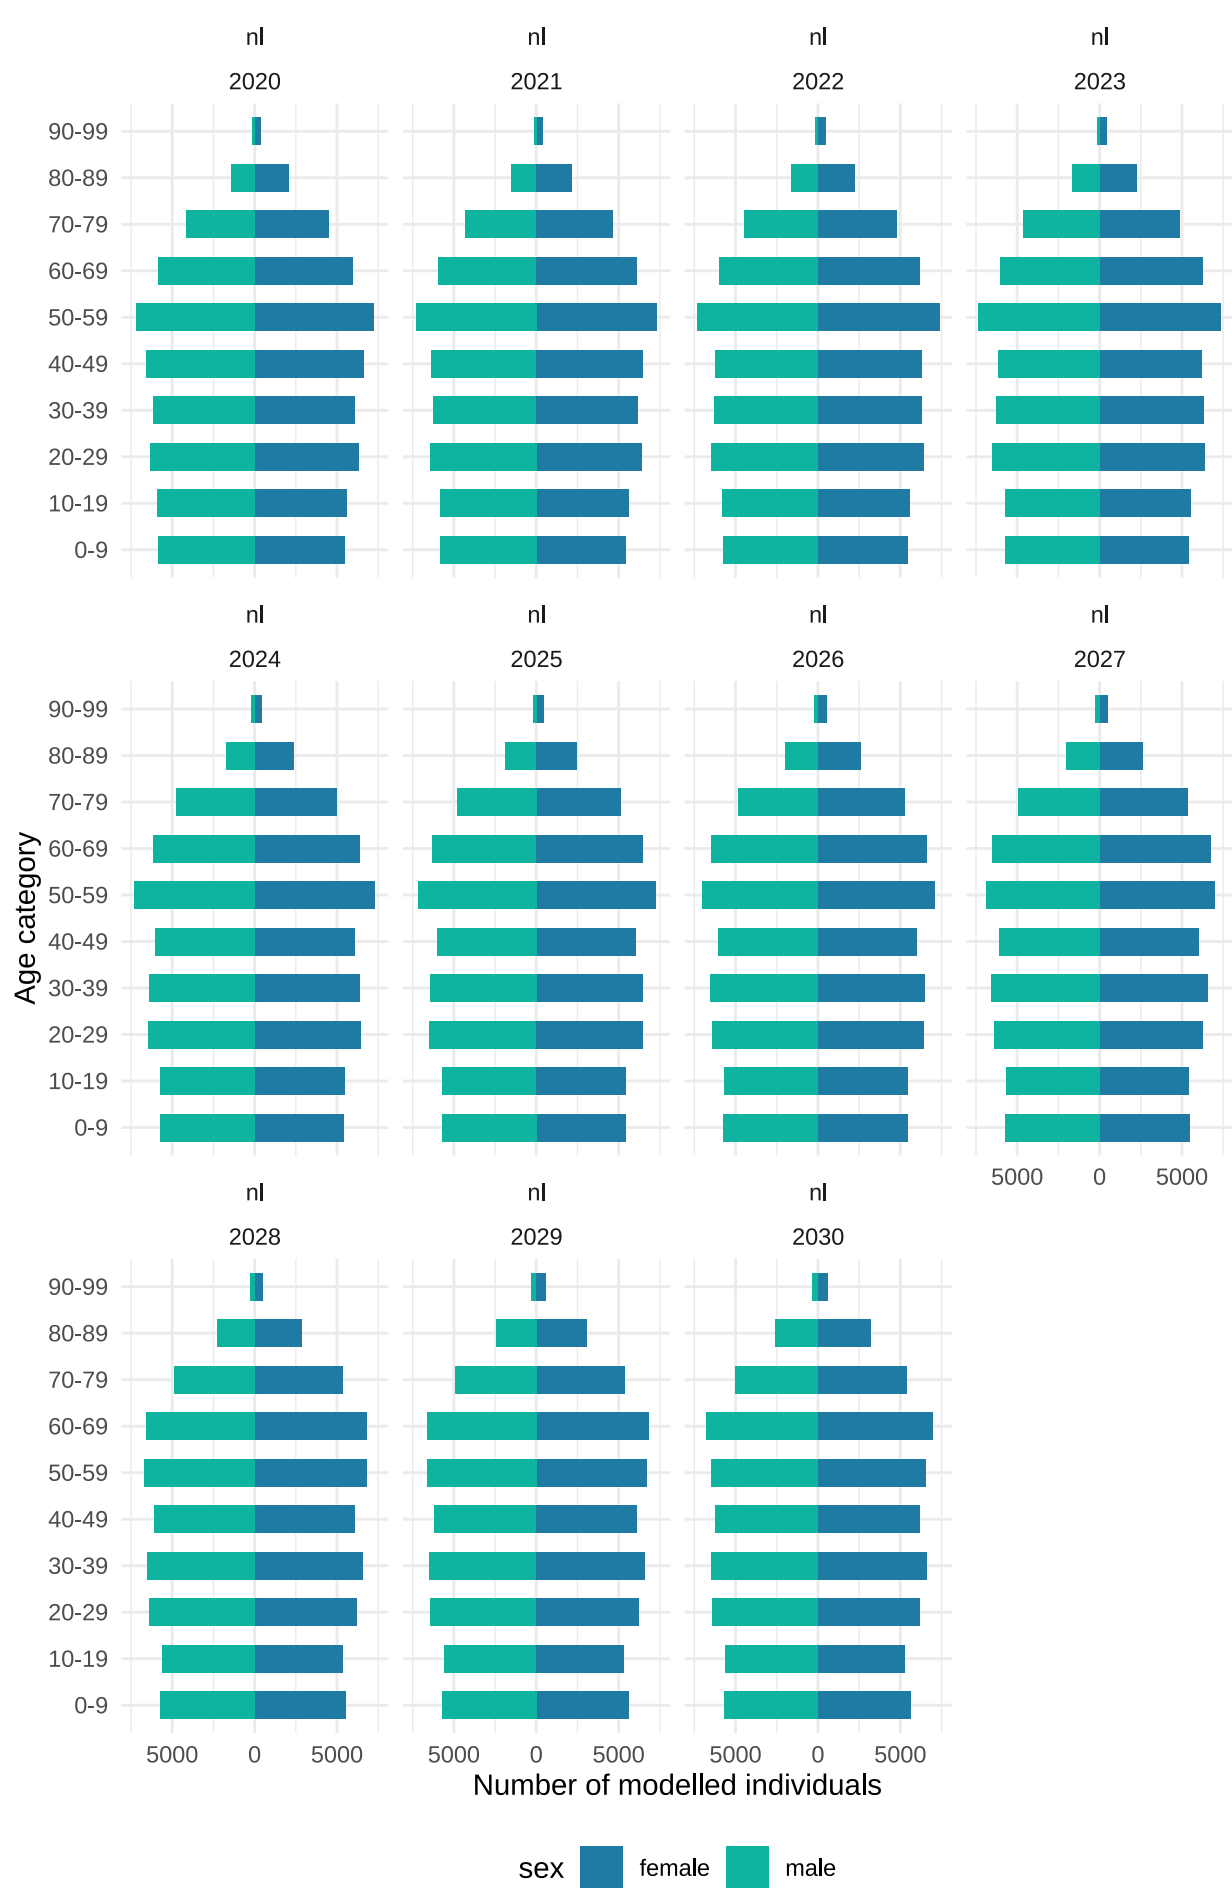 nl nl nl nl
2020 2021 2022 2023
90-99
80-89
70-79
60-69
50-59
40-49
30-39
20-29
10-19
0-9
nl nl nl nl
2024 2025 2026 2027
90-99
80-89
70-79
60-69
50-59
40-49
30-39
20-29
10-19
0-9
Age category
5000 0 5000
nl nl nl
2028 2029 2030
90-99
80-89
70-79
60-69
50-59
40-49
30-39
20-29
10-19
0-9
5000 0 5000 5000 0 5000 5000 0 5000
Number of modelled individuals
sex female male